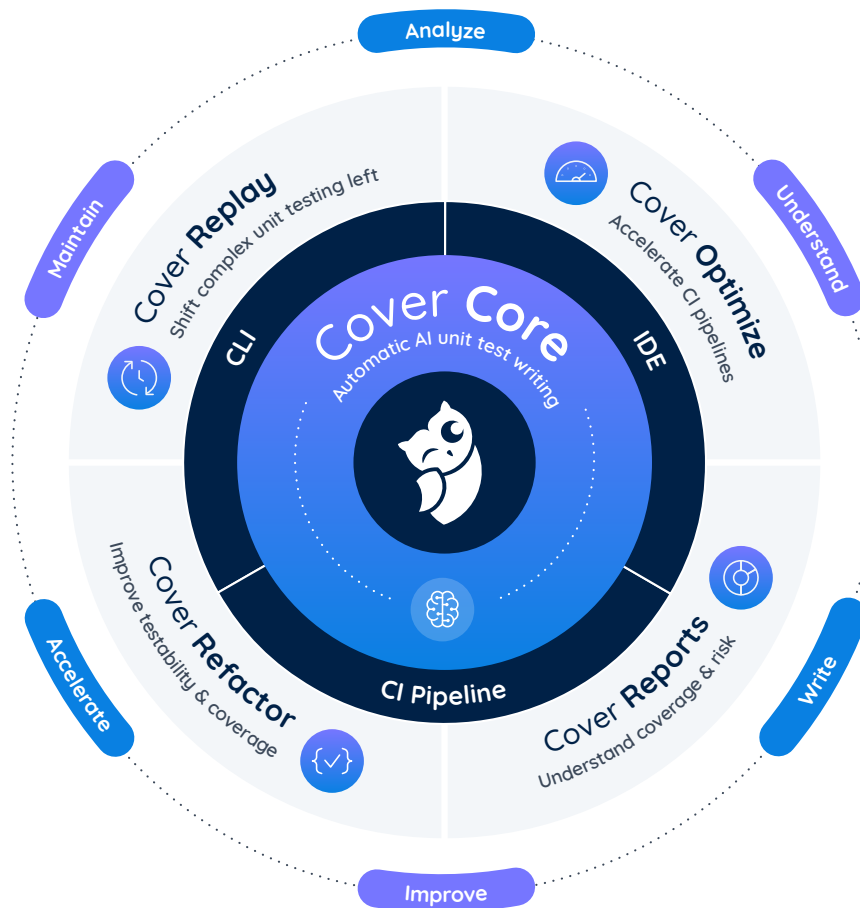 Analyze
Understand
Write
Improve
Accelerate
Maintain
Cover Replay
Shift complex unit testing left
Cover Optimize
Accelerate CI pipelines
Cover Reports
Understand coverage & risk
Cover Refactor
Improve testability & coverage
CLI
IDE
CI Pipeline
Cover Core
Automatic AI unit test writing